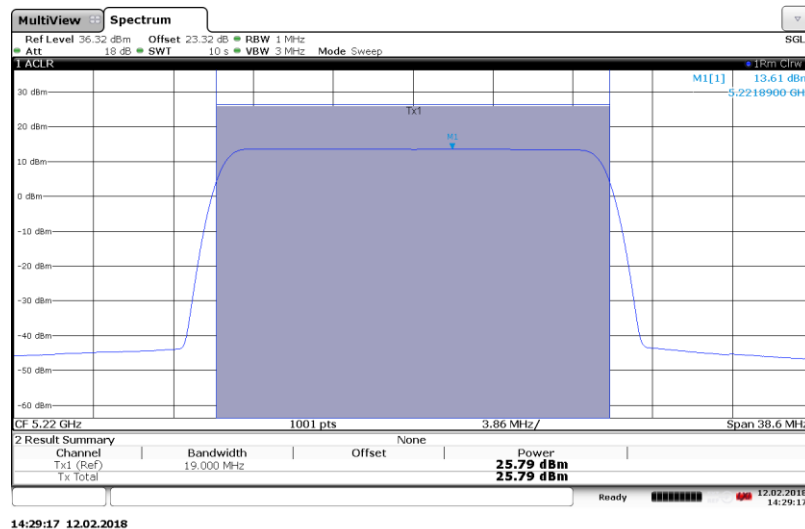 MultiView Spectrum
Ref Level 36.32 dBm Offset 23.32 dB RBW 1 MHz SGL
Att 18 dB SWT 10 s VBW 3 MHz Mode Sweep
1 ACLR 1Rm Clrw
M1[1] 13.61 dBm
5.2218900 GH
30 dBm
Tx1
20 dBm
M1
10 dBm
0 dBm
-10 dBm
-20 dBm
-30 dBm
-40 dBm
-50 dBm
-60 dBm
CF 5.22 GHz 1001 pts 3.86 MHz/ Span 38.6 MHz
2 Result Summary None
Channel Bandwidth Offset Power
Tx1 (Ref) 19.000 MHz 25.79 dBm
Tx Total 25.79 dBm
Ready 12.02.2018
14:29:17
14:29:17 12.02.2018